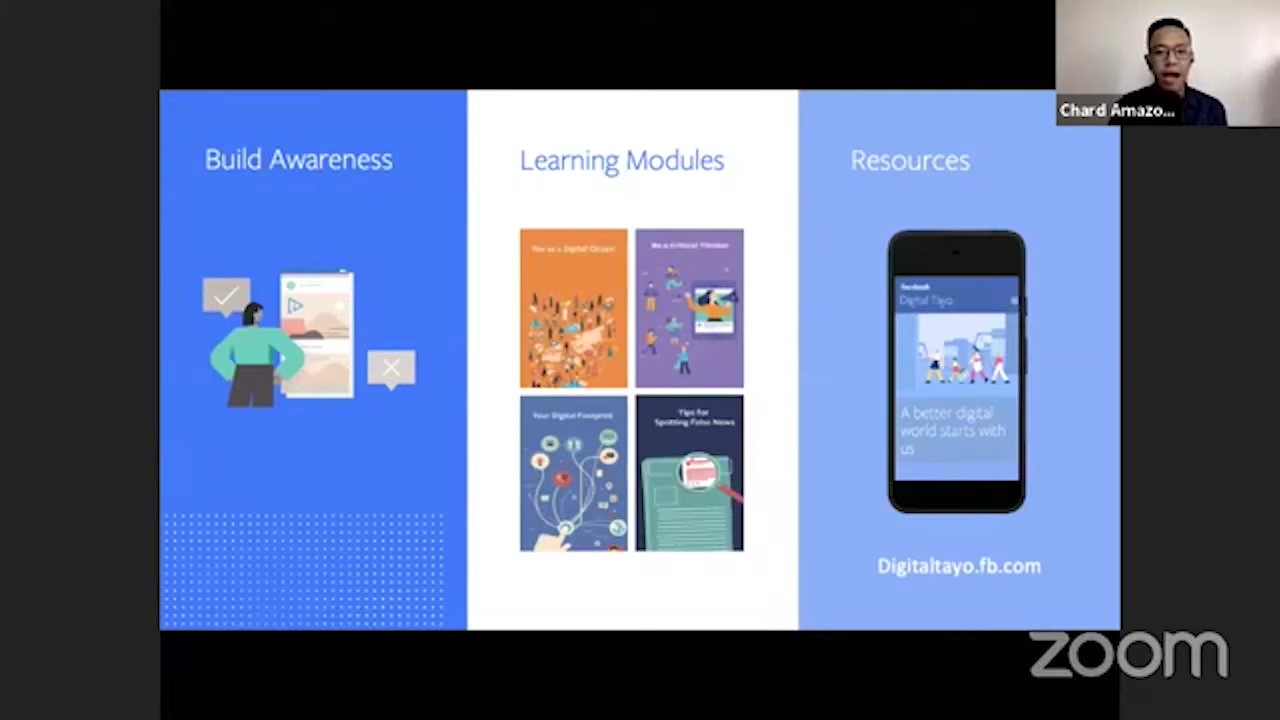 Chard Amazo...
Build Awareness
Learning Modules
Resources
You're a Digital Citizen!
Be a Critical Thinker
Your Digital Footprint
Tips For
Spotting False News
facebook
Digital Tayo
A better digital
world starts with
us
Digitaltayo.fb.com
zoom